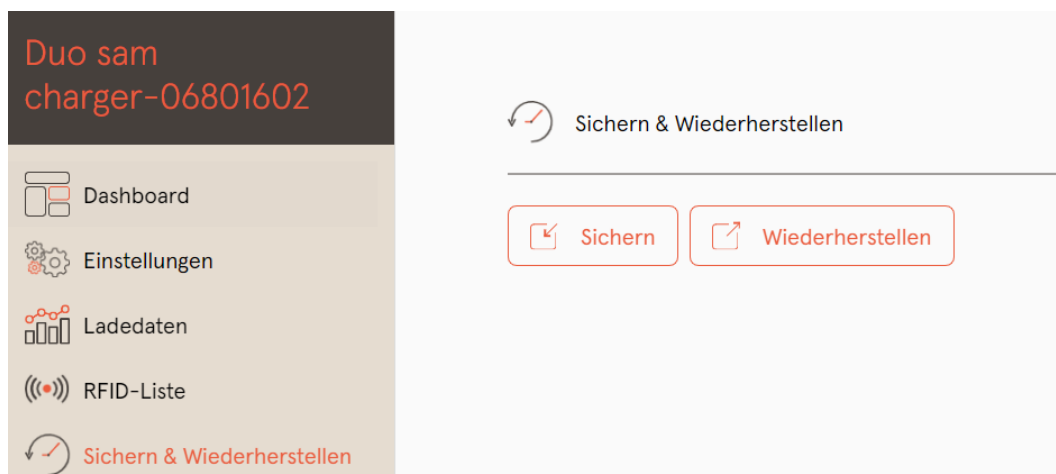 Duo sam
charger-06801602
Dashboard
Einstellungen
Ladedaten
RFID-Liste
Sichern & Wiederherstellen
Sichern & Wiederherstellen
Sichern
Wiederherstellen